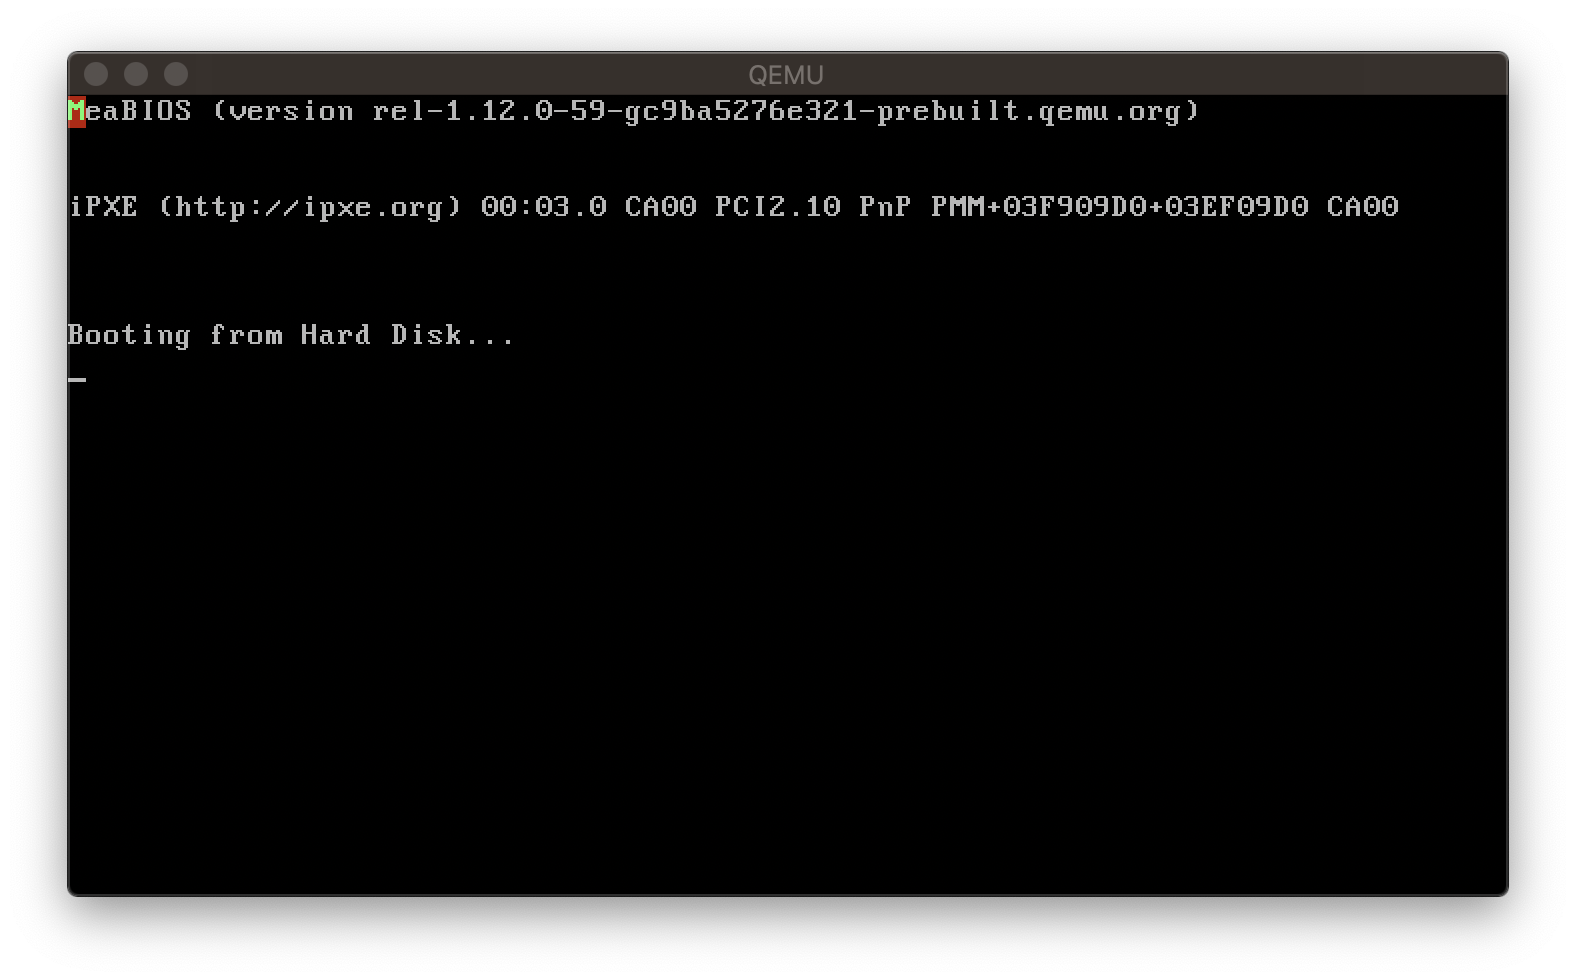 QEMU
MeaBIOS (version rel-1.12.0-59-gc9ba5276e321-prebuilt.qemu.org)
iPXE (http://ipxe.org) 00:03.0 CA00 PCI2.10 PnP PMM+03F909D0+03EF09D0 CA00
Booting from Hard Disk...
_